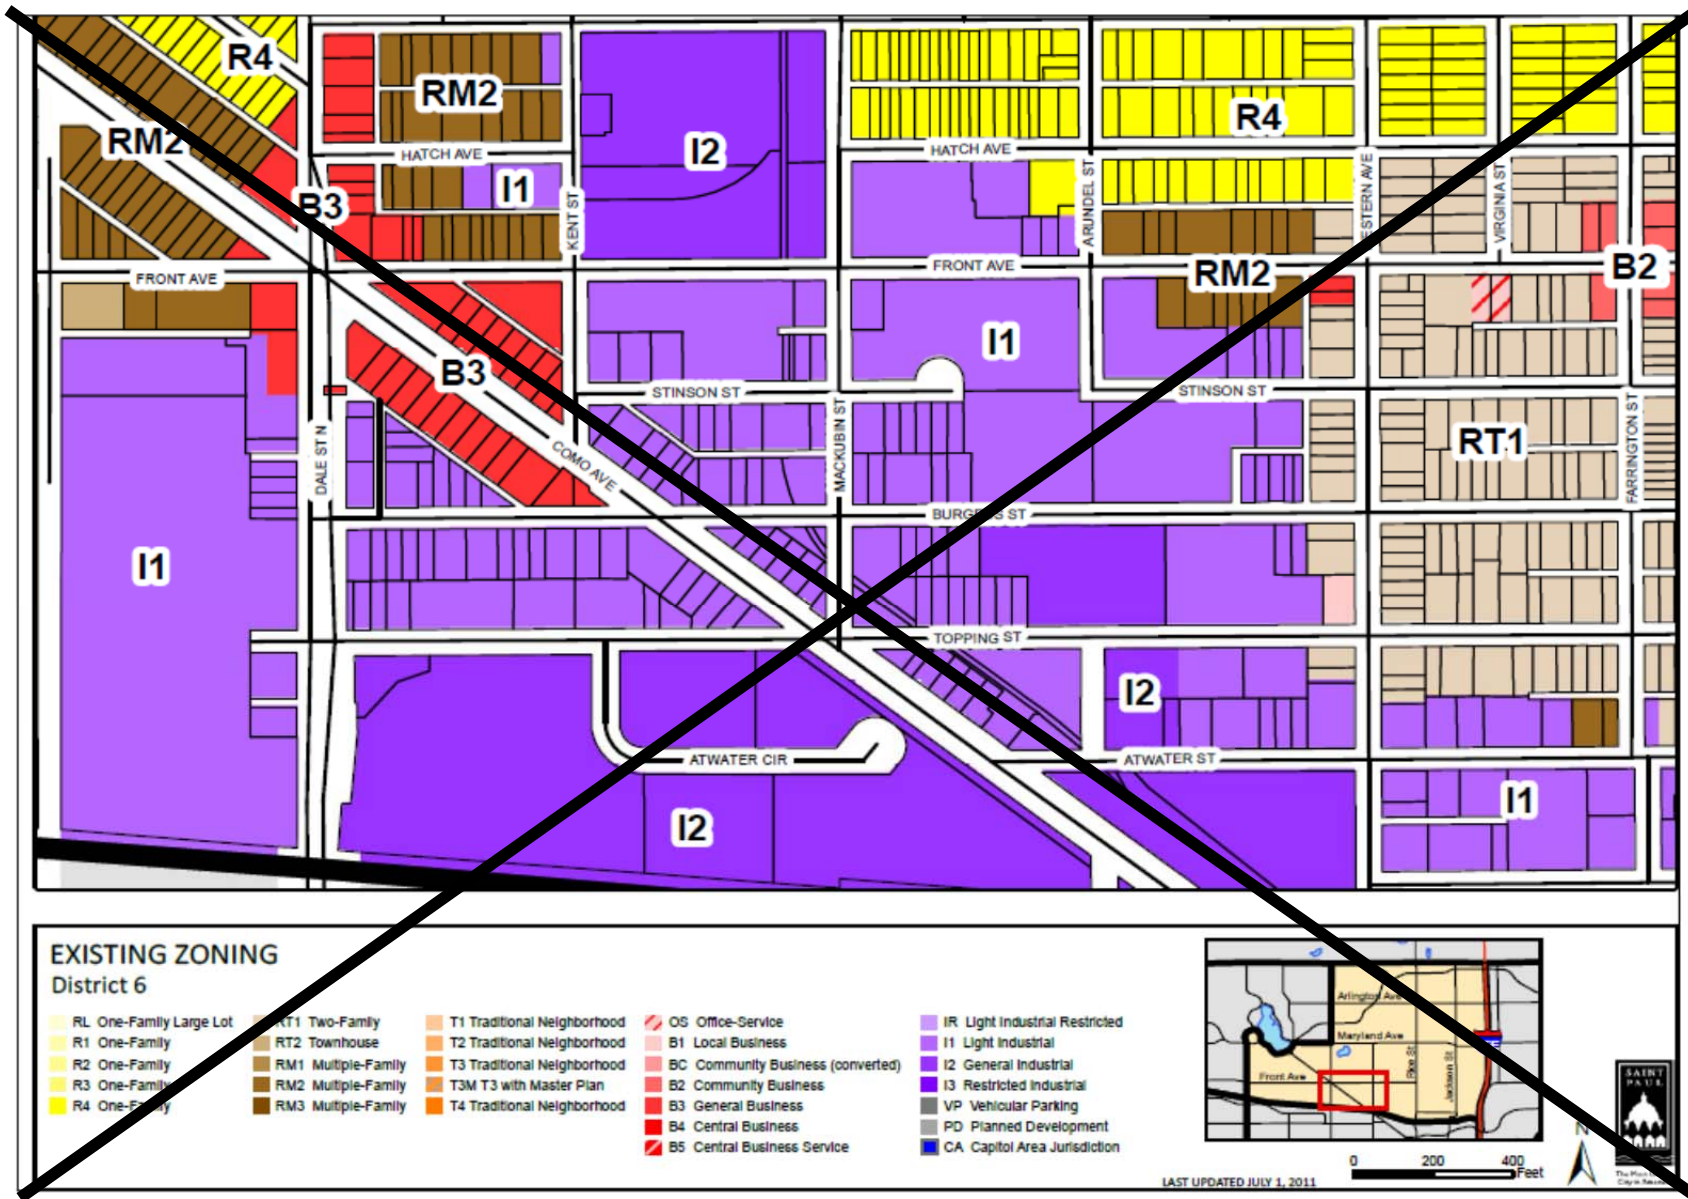 R4
RM2
RM2
I2
R4
HATCH AVE
HATCH AVE
I1
B3
KENT ST
ARUNDEL ST
VIRGINIA ST
FRONT AVE
FRONT AVE
RM2
B2
I1
B3
STINSON ST
STINSON ST
DALE ST N
COMO AVE
MACKUBIN ST
RT1
FARRINGTON ST
BURGESS ST
I1
TOPPING ST
I2
ATWATER CIR
ATWATER ST
I2
I1
EXISTING ZONING
District 6
RL One-Family Large Lot
R1 One-Family
R2 One-Family
R3 One-Family
R4 One-Family
RT1 Two-Family
RT2 Townhouse
RM1 Multiple-Family
RM2 Multiple-Family
RM3 Multiple-Family
T1 Traditional Neighborhood
T2 Traditional Neighborhood
T3 Traditional Neighborhood
T3M T3 with Master Plan
T4 Traditional Neighborhood
OS Office-Service
B1 Local Business
BC Community Business (converted)
B2 Community Business
B3 General Business
B4 Central Business
B5 Central Business Service
IR Light Industrial Restricted
I1 Light Industrial
I2 General Industrial
I3 Restricted Industrial
VP Vehicular Parking
PD Planned Development
CA Capitol Area Jurisdiction
Arlington Ave
Maryland Ave
Front Ave
Rice St
Jackson St
N
0 200 400
Feet
LAST UPDATED JULY 1, 2011
SAINT
PAUL